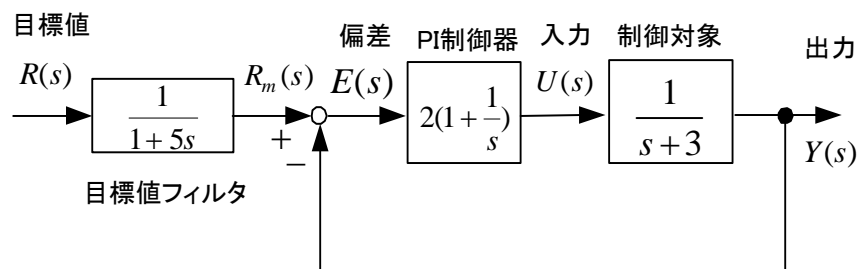 目標値
偏差
PI制御器
入力
制御対象
出力
R(s)
1
1+5s
R_m(s)
E(s)
2(1+1/s)
U(s)
1
s+3
Y(s)
+
−
目標値フィルタ